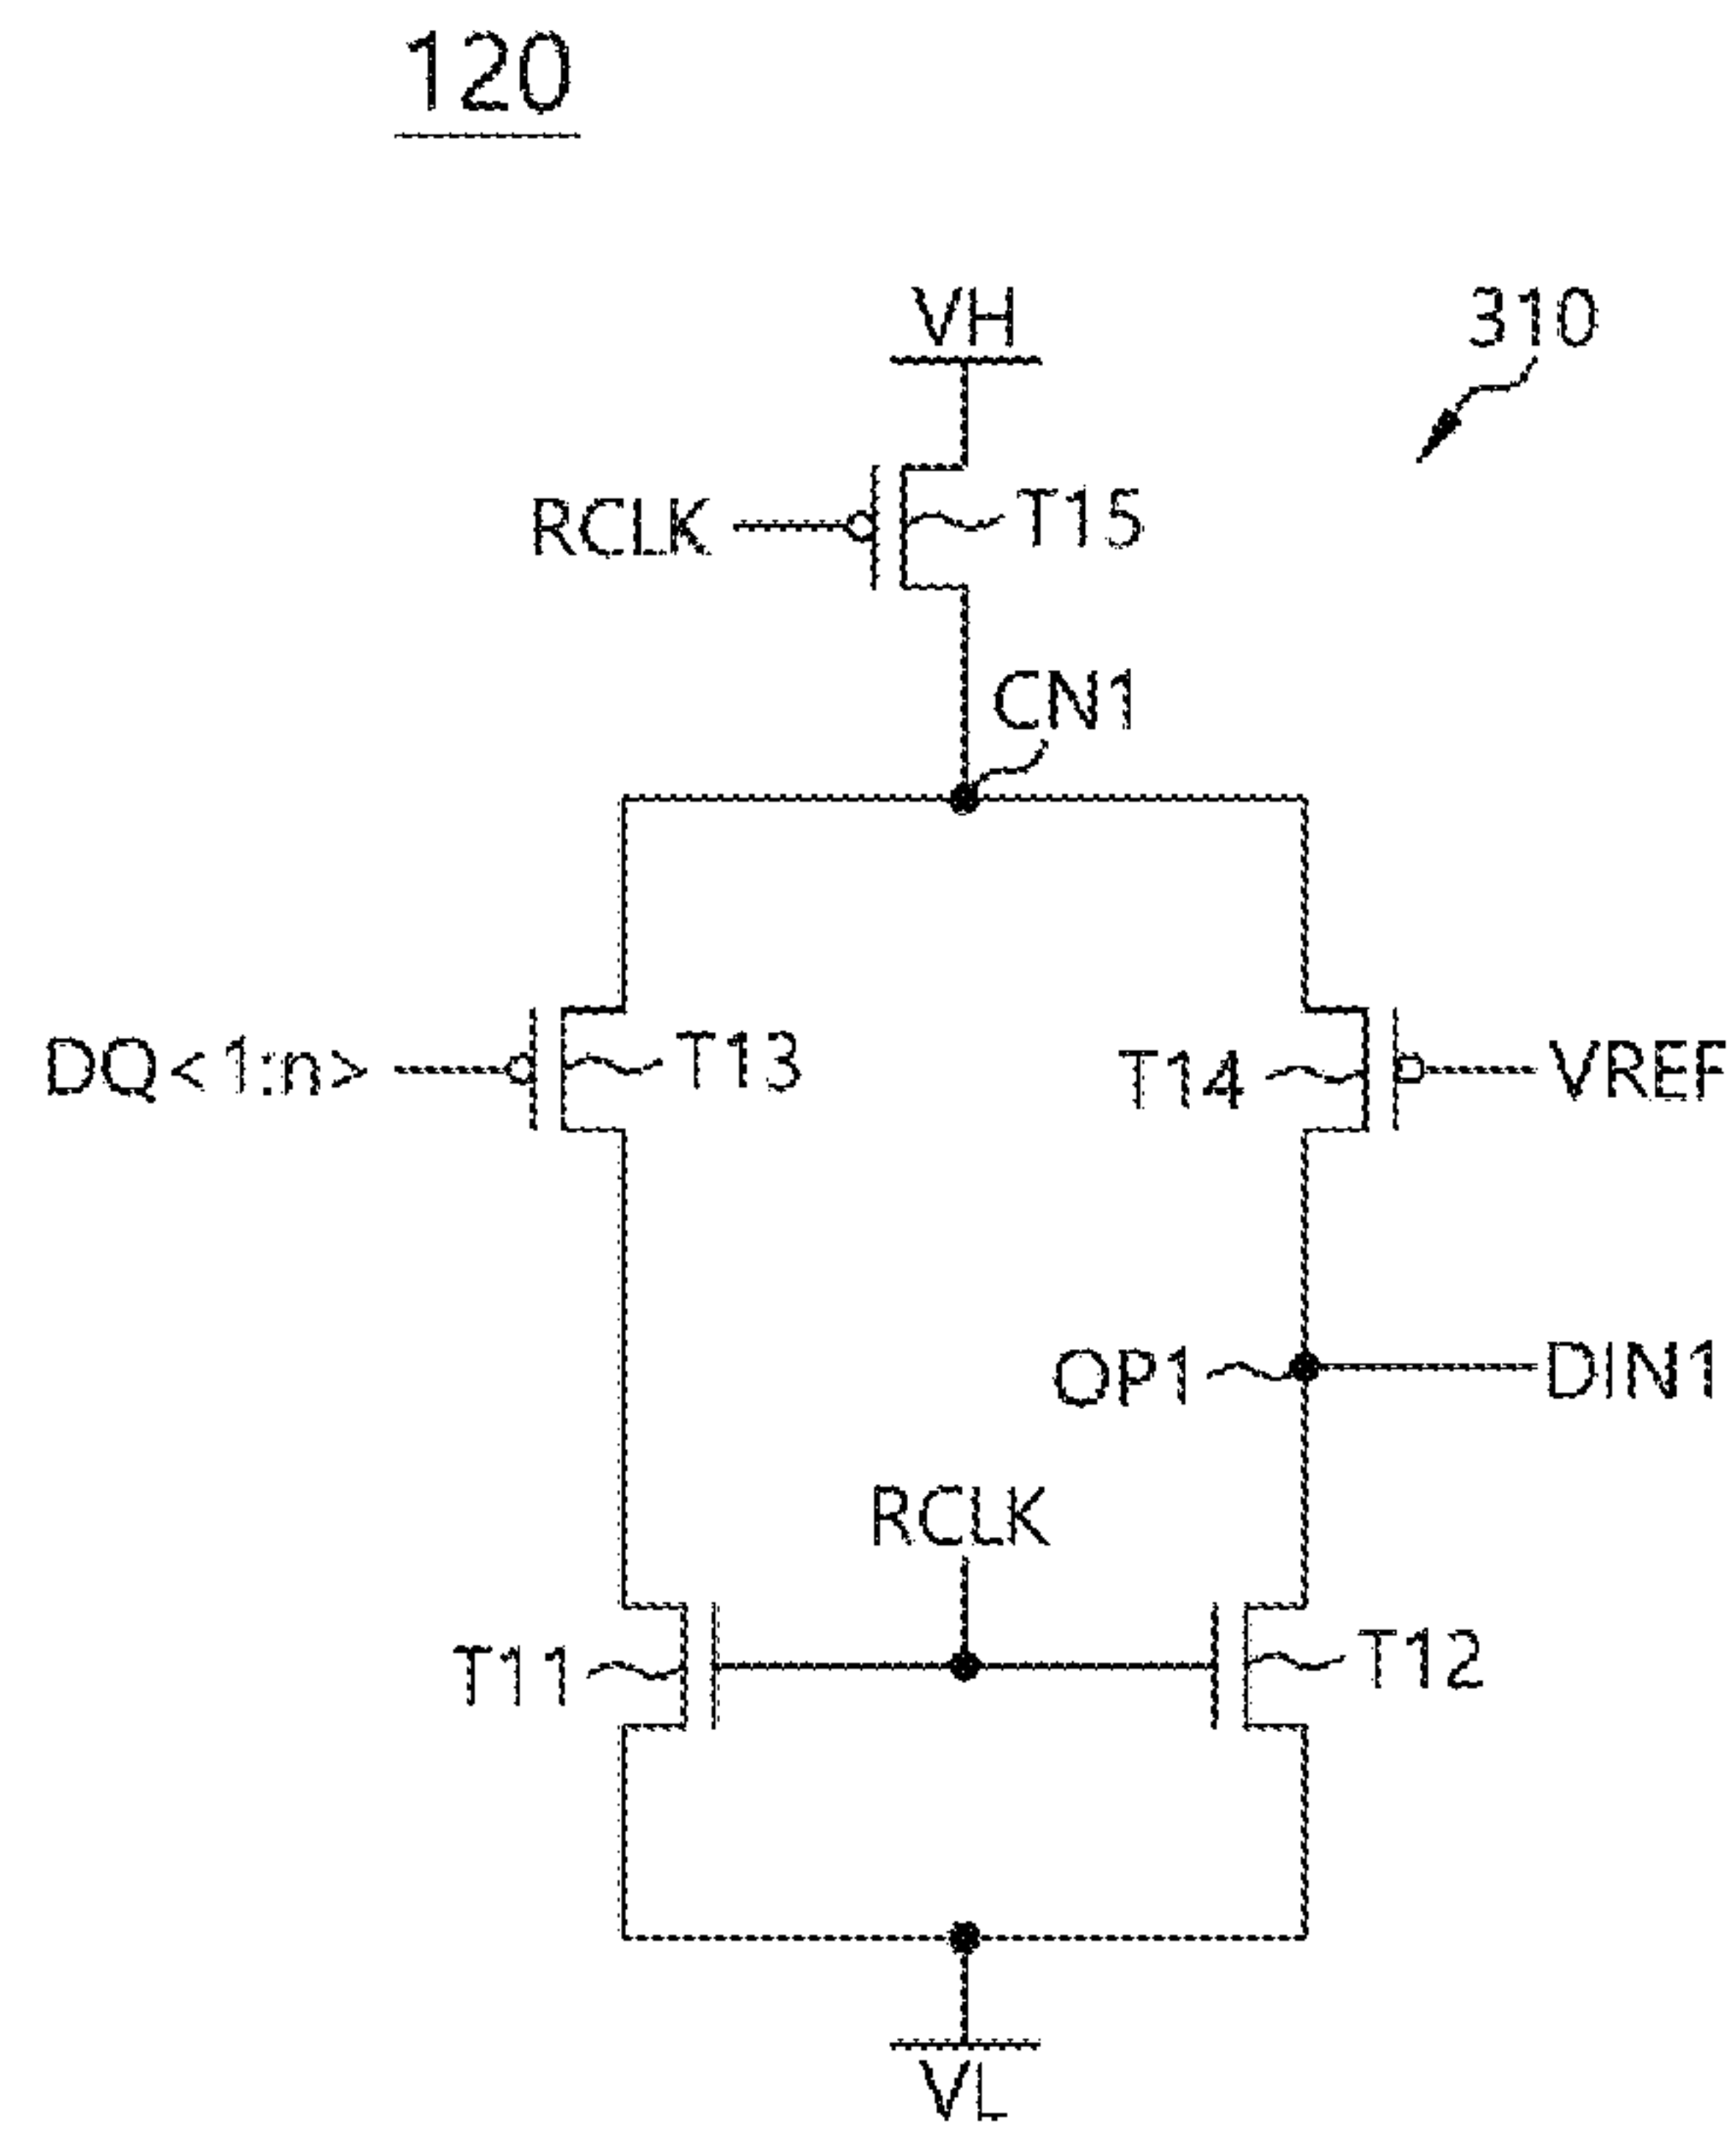 120
VH
310
RCLK
T15
CN1
DQ<1:n>
T13
T14
VREF
OP1
DIN1
RCLK
T11
T12
VL